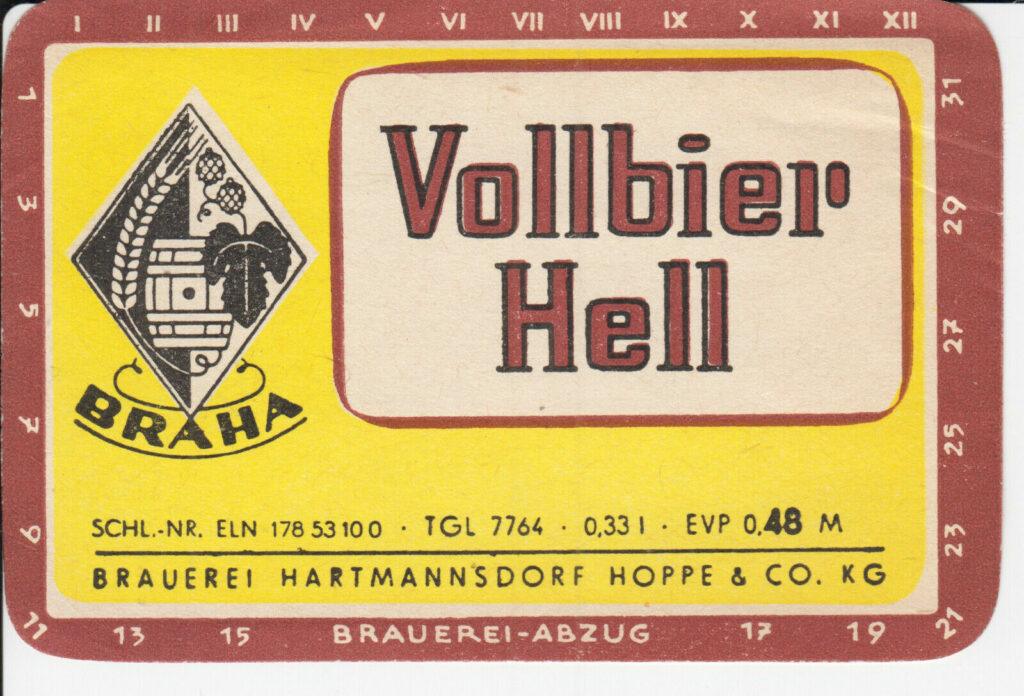 I II III IV V VI VII VIII IX X XI XII
1 3 5 7 9 11
31 29 27 25 23 21
Vollbier
Hell
BRAHA
SCHL.-NR. ELN 178 53 10 0 · TGL 7764 · 0,33 l · EVP 0,48 M
BRAUEREI HARTMANNSDORF HOPPE & CO. KG
13 15 BRAUEREI-ABZUG 17 19